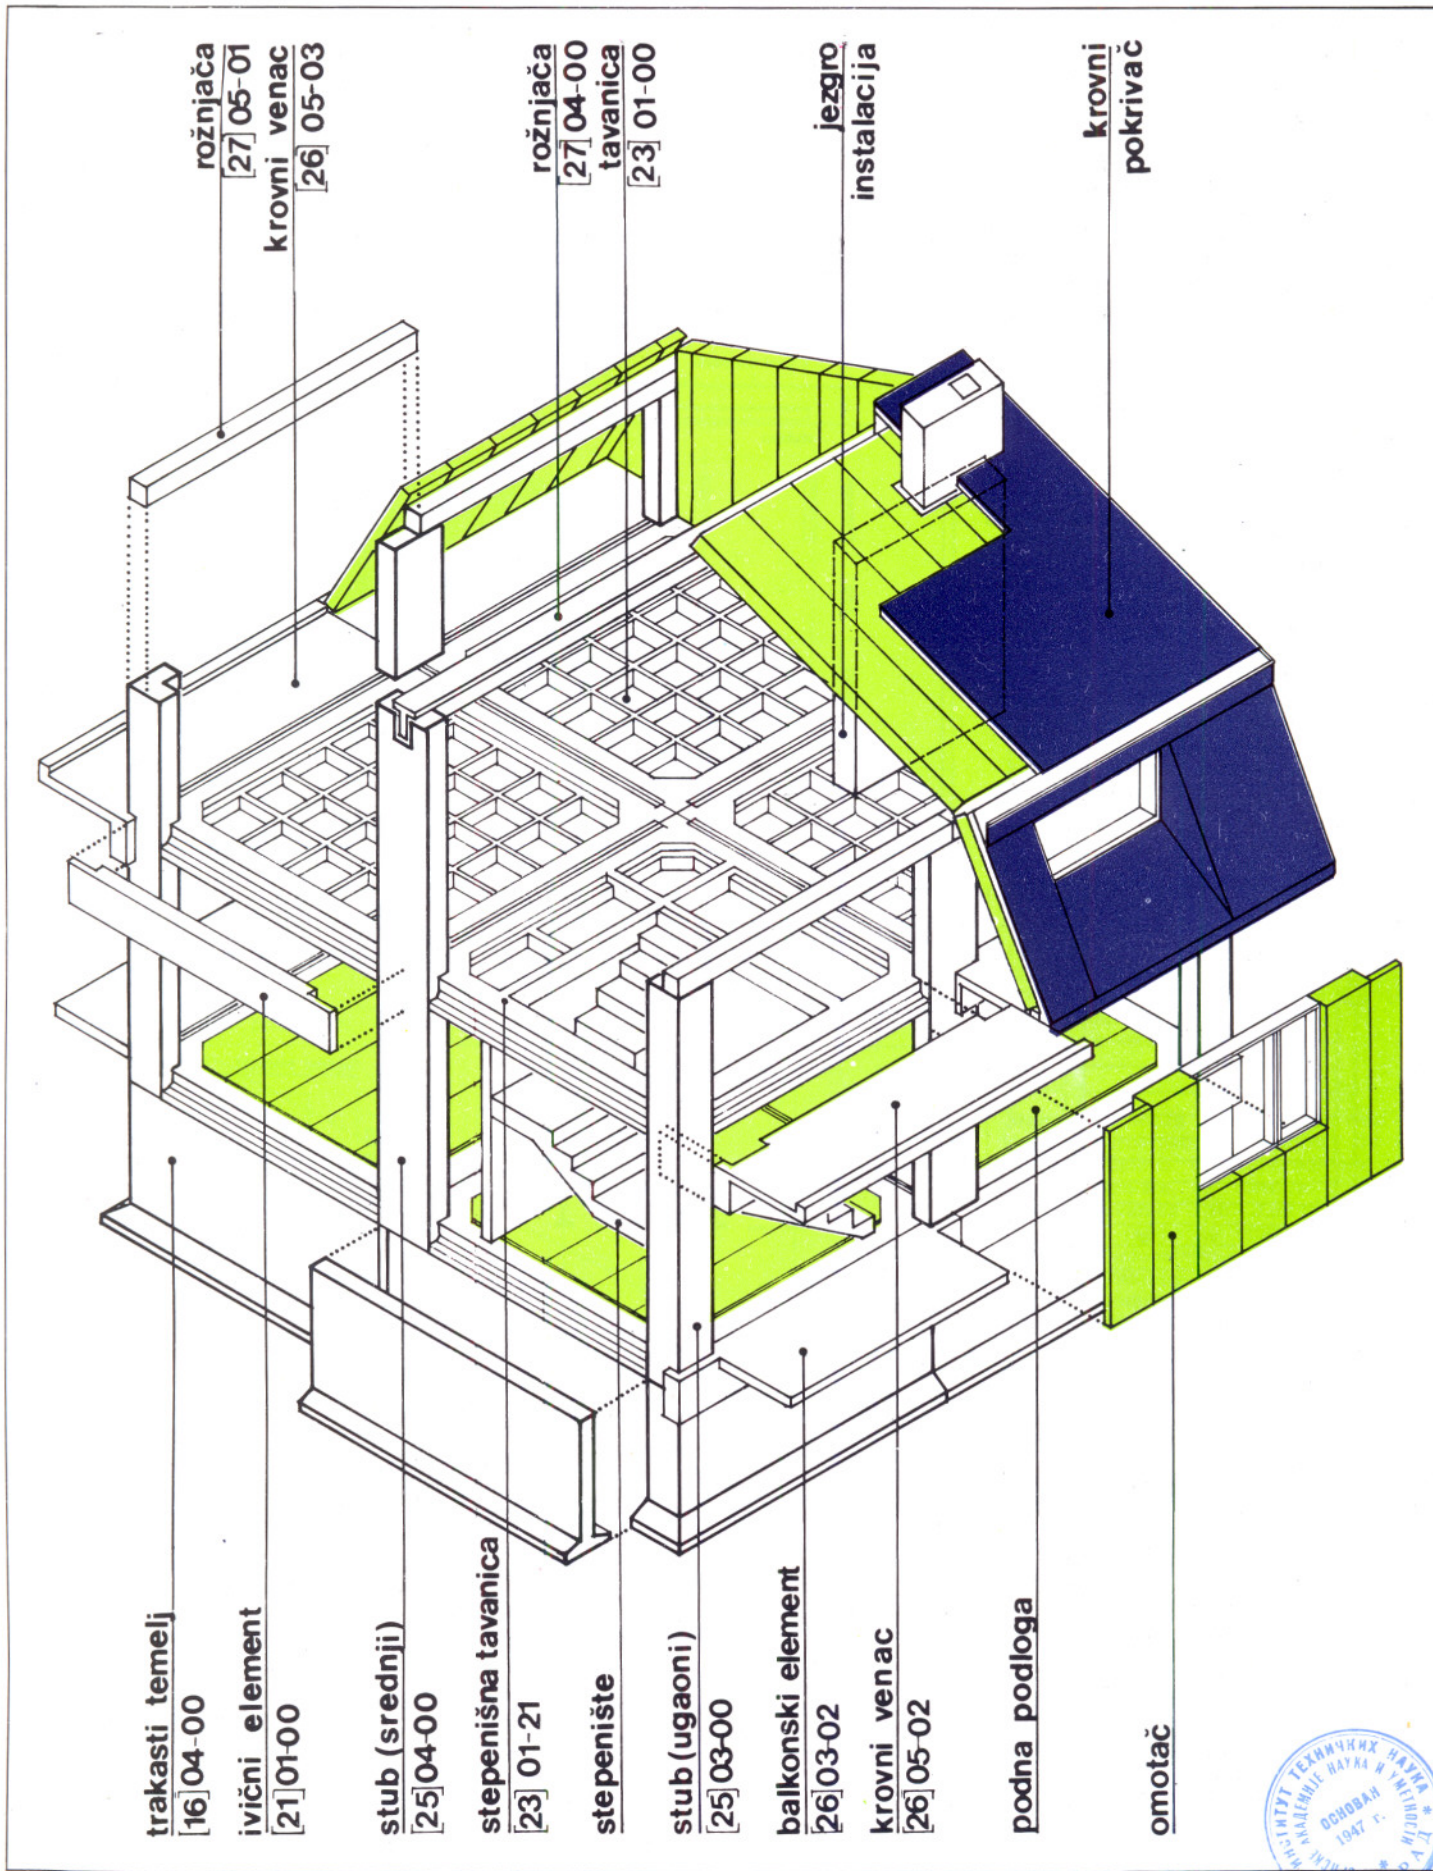 rožnjača
[27] 05-01
krovni venac
[26] 05-03
rožnjača
[27] 04-00
tavanica
[23] 01-00
jezgro
instalacija
krovni
pokrivač
trakasti temelj
[16] 04-00
ivični element
[21] 01-00
stub (srednji)
[25] 04-00
stepenišna tavanica
[23] 01-21
stepenište
stub (ugaoni)
[25] 03-00
balkonski element
[26] 03-02
krovni venac
[26] 05-02
podna podloga
omotač
ИНСТИТУТ ТЕХНИЧКИХ НАУКА *
АКАДЕМИЈЕ НАУКА И УМЕТНОСТИ
ОСНОВАН
1947 г.